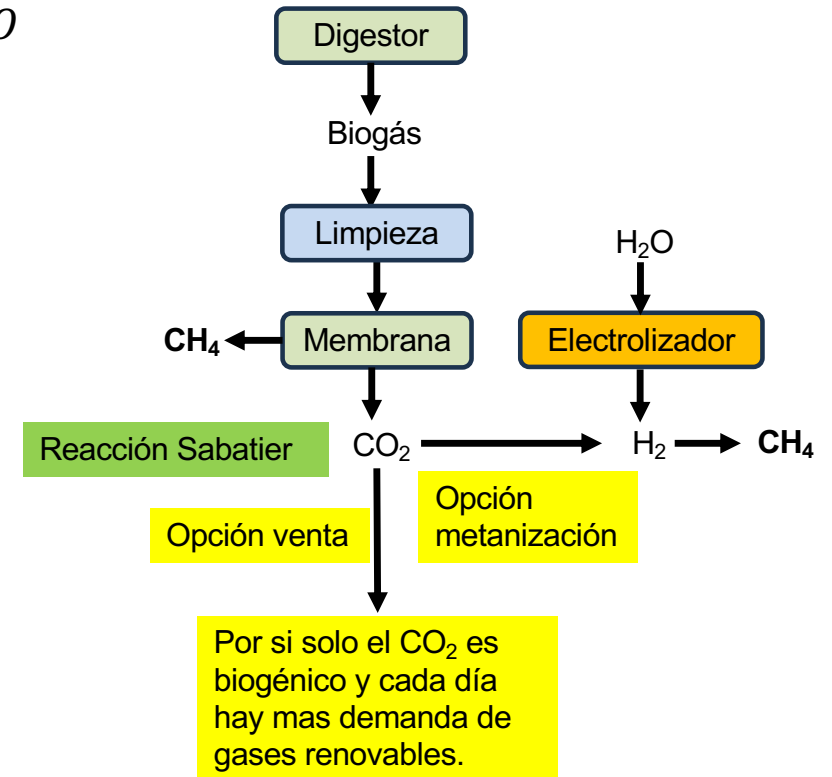 O
Digestor
Biogás
Limpieza
H₂O
CH₄
Membrana
Electrolizador
Reacción Sabatier
CO₂
H₂
CH₄
Opción venta
Opción
metanización
Por si solo el CO₂ es
biogénico y cada día
hay mas demanda de
gases renovables.